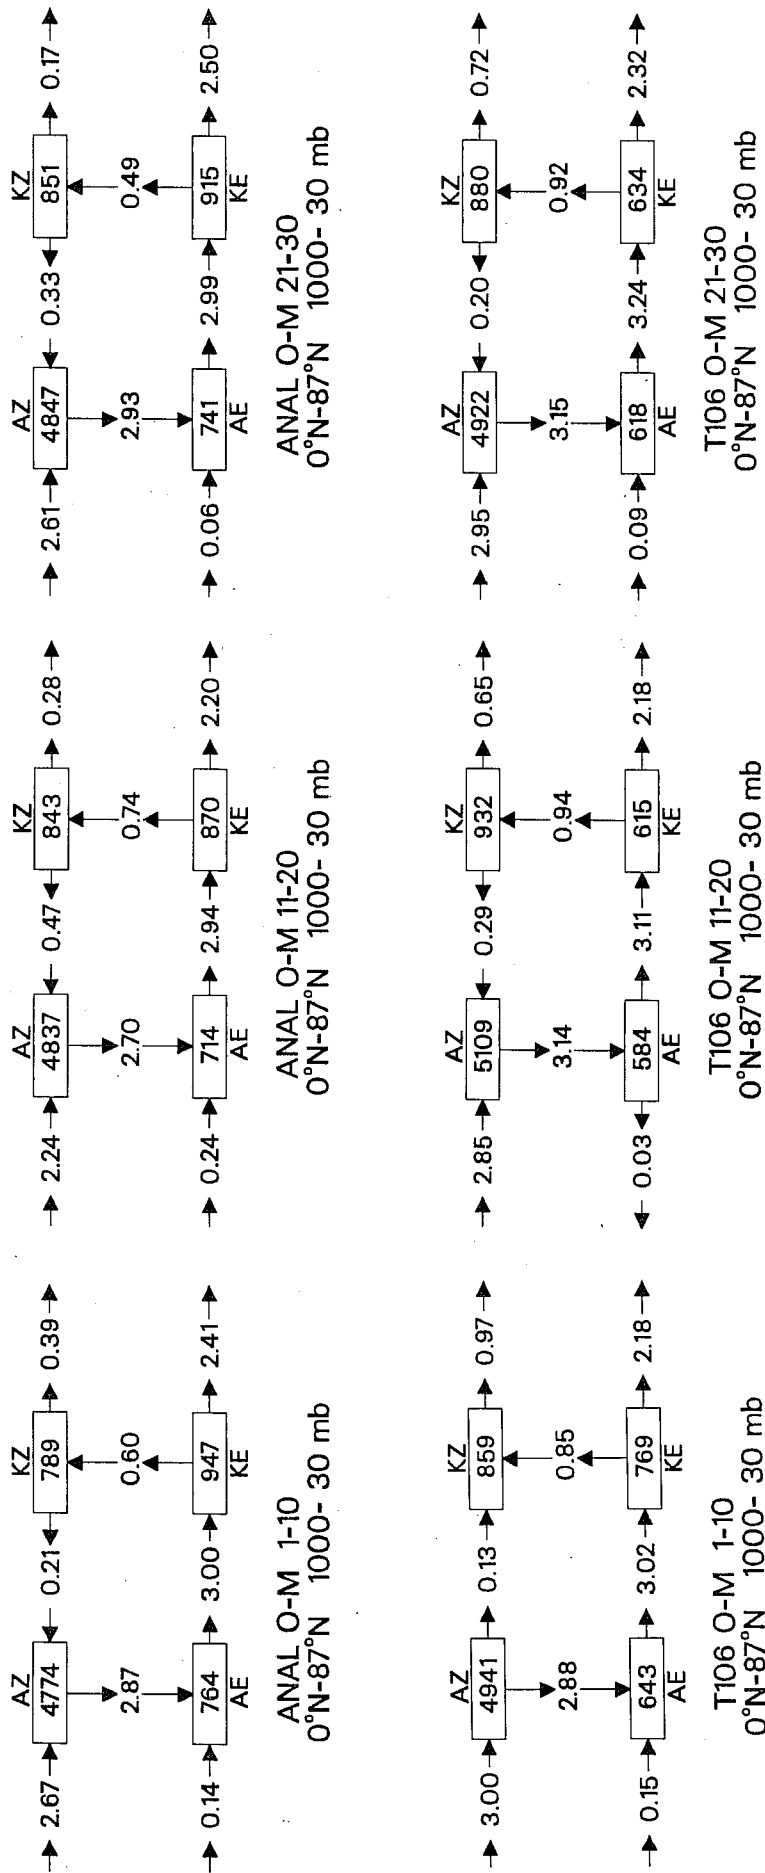 AZ KZ
2.67 4774 0.21 789 0.39
2.87 0.60
0.14 764 3.00 947 2.41
AE KE
ANAL O-M 1-10
0°N-87°N 1000- 30 mb
AZ KZ
2.24 4837 0.47 843 0.28
2.70 0.74
0.24 714 2.94 870 2.20
AE KE
ANAL O-M 11-20
0°N-87°N 1000- 30 mb
AZ KZ
2.61 4847 0.33 851 0.17
2.93 0.49
0.06 741 2.99 915 2.50
AE KE
ANAL O-M 21-30
0°N-87°N 1000- 30 mb
AZ KZ
3.00 4941 0.13 859 0.97
2.88 0.85
0.15 643 3.02 769 2.18
AE KE
T106 O-M 1-10
0°N-87°N 1000- 30 mb
AZ KZ
2.85 5109 0.29 932 0.65
3.14 0.94
0.03 584 3.11 615 2.18
AE KE
T106 O-M 11-20
0°N-87°N 1000- 30 mb
AZ KZ
2.95 4922 0.20 880 0.72
3.15 0.92
0.09 618 3.24 634 2.32
AE KE
T106 O-M 21-30
0°N-87°N 1000- 30 mb